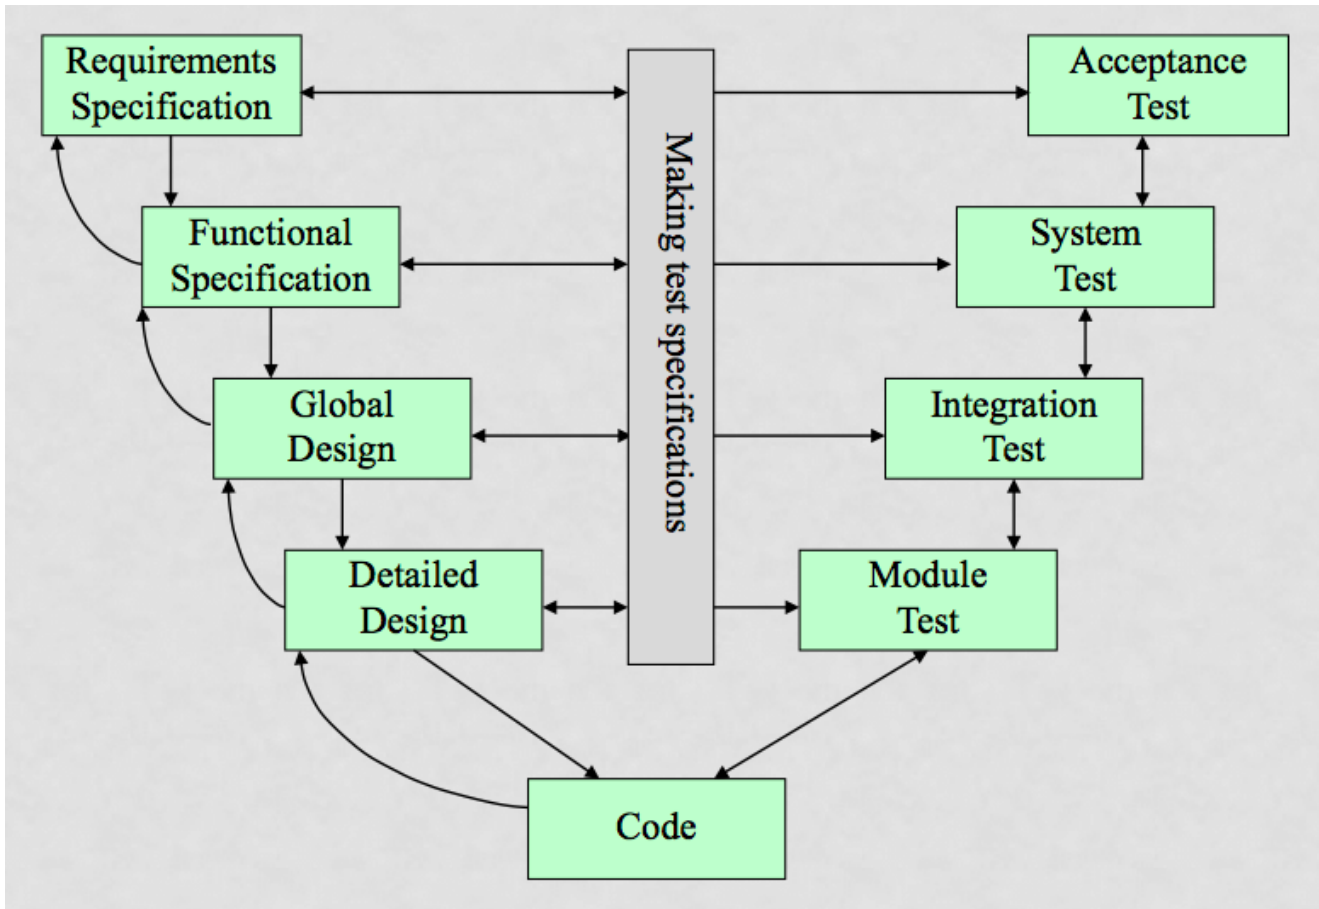 Requirements
Specification
Acceptance
Test
Making test specifications
Functional
Specification
System
Test
Global
Design
Integration
Test
Detailed
Design
Module
Test
Code